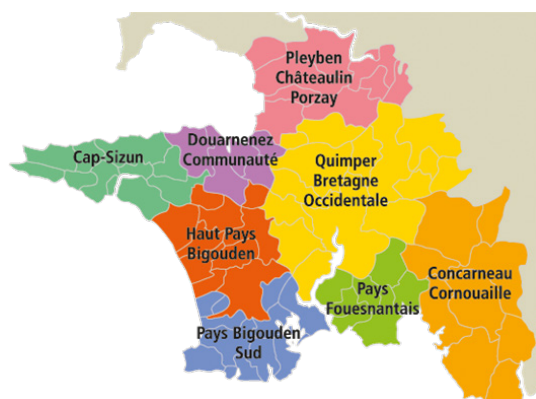 Pleyben
Châteaulin
Porzay
Douarnenez
Communauté
Cap-Sizun
Quimper
Bretagne
Occidentale
Haut Pays
Bigouden
Concarneau
Cornouaille
Pays
Fouesnantais
Pays Bigouden
Sud